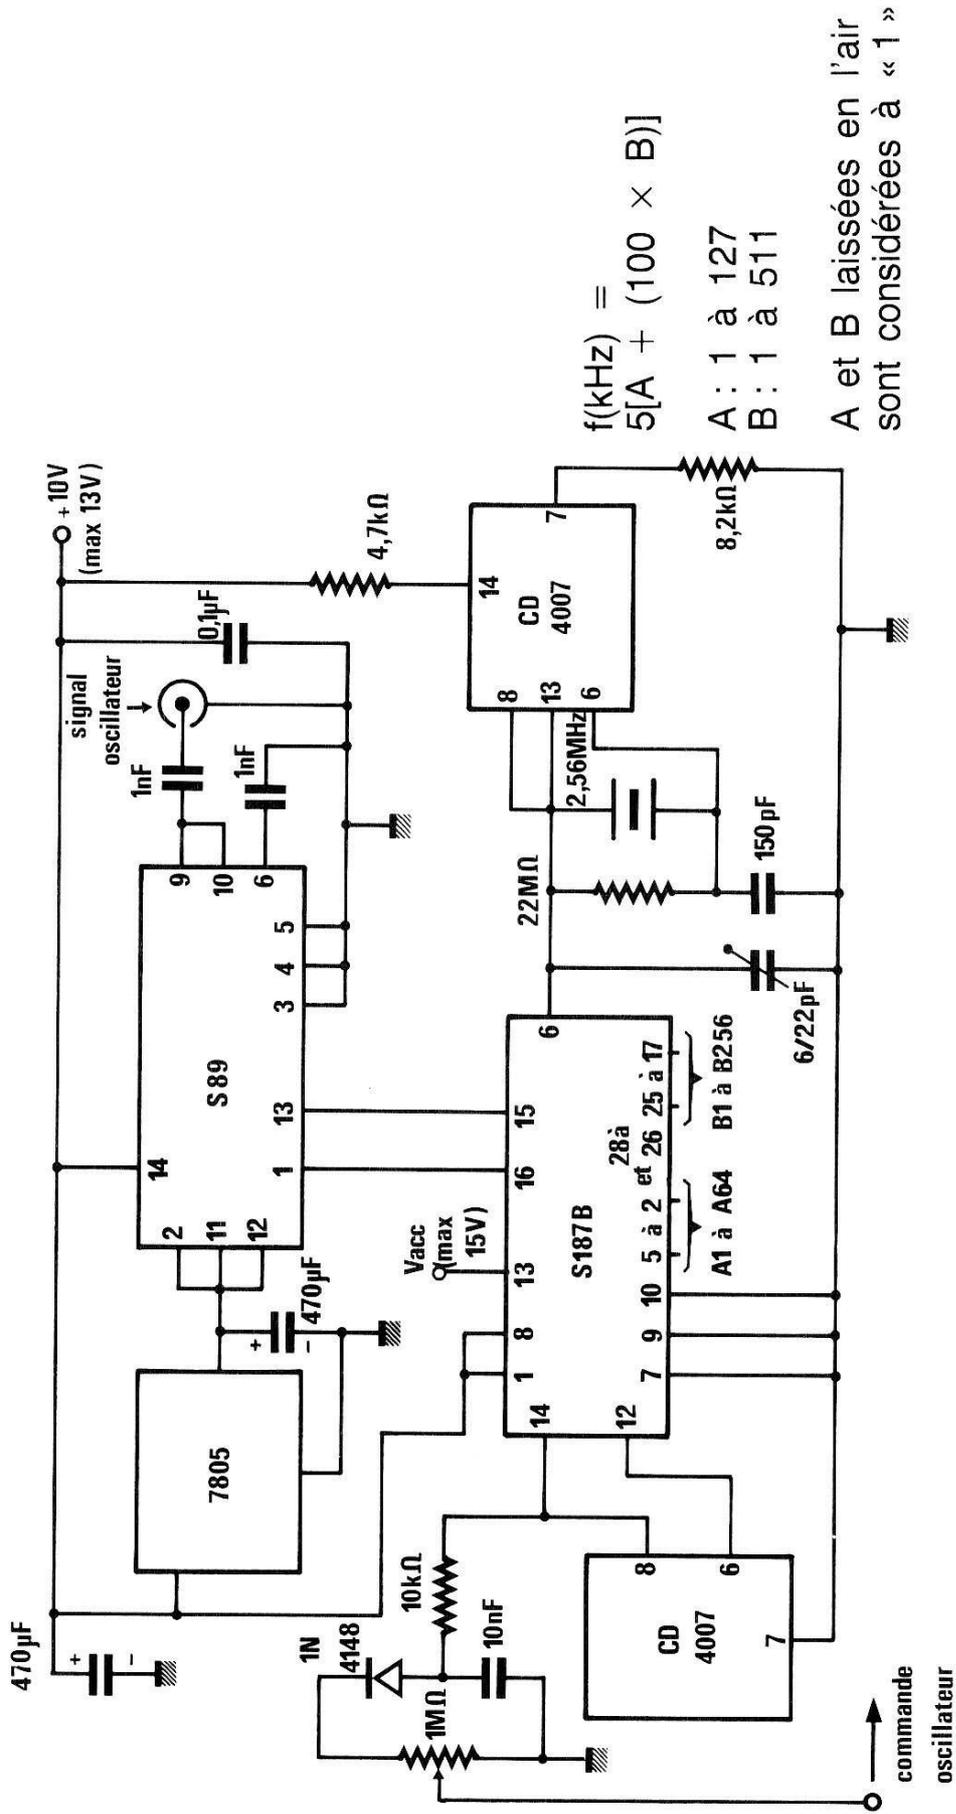 470µF
+
−
7805
+
−
470µF
2
11
12
14
S89
1
13
3
4
5
9
10
6
1nF
1nF
signal
oscillateur
0,1µF
+10V
(max 13V)
4,7kΩ
1N
4148
1MΩ
10kΩ
10nF
commande
oscillateur
CD
4007
8
6
7
14
12
1
8
13
16
15
6
Vacc
(max
15V)
S187B
7
9
10
5 à 2
et
28à
26
25 à 17
A1 à A64
B1 à B256
22MΩ
2,56MHz
150pF
6/22pF
8
13
6
14
7
CD
4007
8,2kΩ
f(kHz) =
5[A + (100 × B)]
A : 1 à 127
B : 1 à 511
A et B laissées en l'air
sont considérées à « 1 »